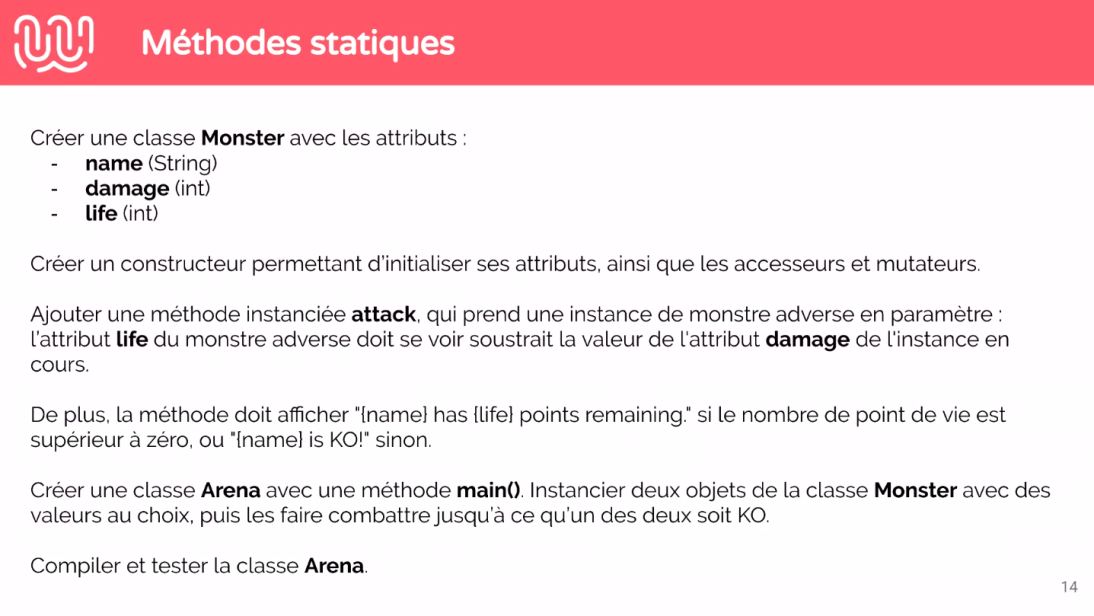 Méthodes statiques
Créer une classe Monster avec les attributs :
- name (String)
- damage (int)
- life (int)
Créer un constructeur permettant d'initialiser ses attributs, ainsi que les accesseurs et mutateurs.
Ajouter une méthode instanciée attack, qui prend une instance de monstre adverse en paramètre :
l'attribut life du monstre adverse doit se voir soustrait la valeur de l'attribut damage de l'instance en
cours.
De plus, la méthode doit afficher "{name} has {life} points remaining." si le nombre de point de vie est
supérieur à zéro, ou "{name} is KO!" sinon.
Créer une classe Arena avec une méthode main(). Instancier deux objets de la classe Monster avec des
valeurs au choix, puis les faire combattre jusqu'à ce qu'un des deux soit KO.
Compiler et tester la classe Arena.
14